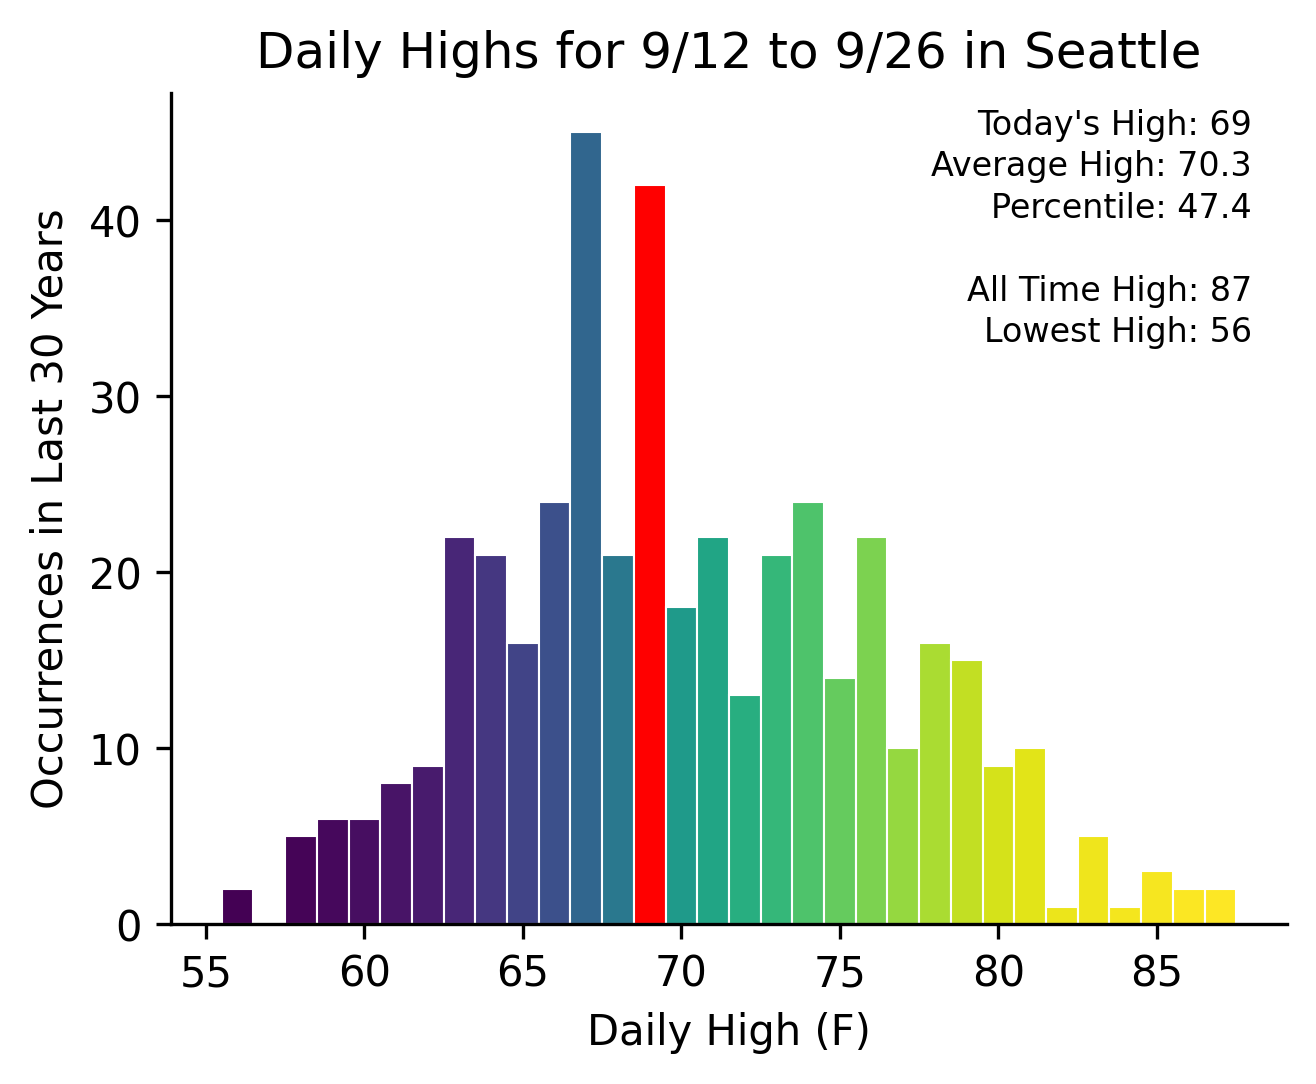 Daily Highs for 9/12 to 9/26 in Seattle
Today's High: 69
Average High: 70.3
Percentile: 47.4
All Time High: 87
Lowest High: 56
Occurrences in Last 30 Years
40
30
20
10
0
55 60 65 70 75 80 85
Daily High (F)